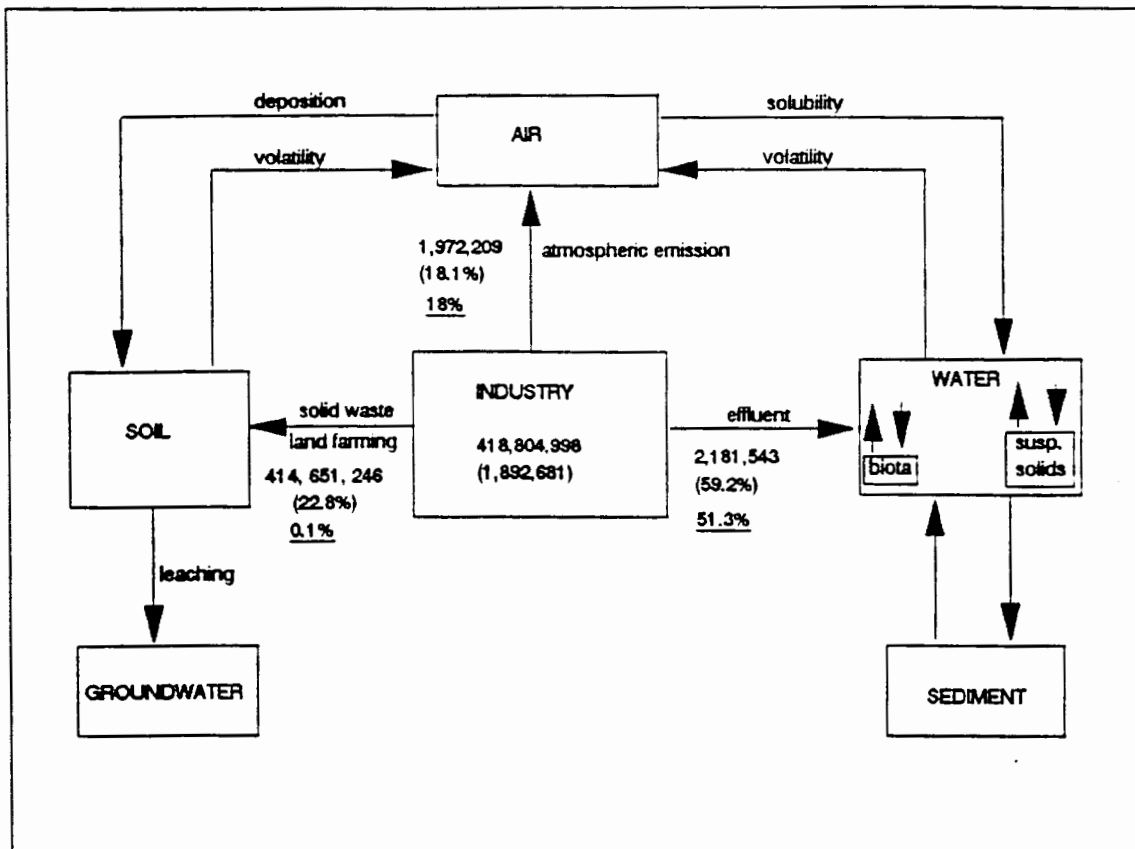 deposition
solubility
AIR
volatility
volatility
1,972,209
(18.1%)
18%
atmospheric emission
SOIL
solid waste
land farming
414, 651, 246
(22.8%)
0.1%
INDUSTRY
418,804,998
(1,892,681)
effluent
2,181,543
(59.2%)
51.3%
WATER
biota
susp.
solids
leaching
GROUNDWATER
SEDIMENT